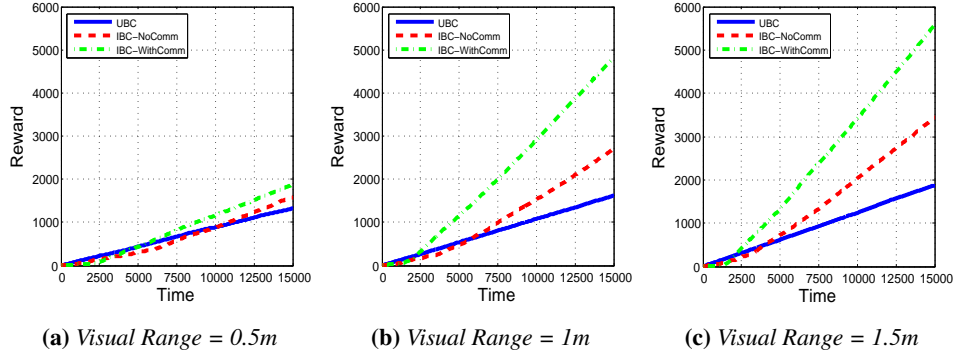 6000
5000
4000
3000
2000
1000
0
Reward
UBC
IBC-NoComm
IBC-WithComm
0 2500 5000 7500 10000 12500 15000
Time
(a) Visual Range = 0.5m
6000
5000
4000
3000
2000
1000
0
Reward
UBC
IBC-NoComm
IBC-WithComm
0 2500 5000 7500 10000 12500 15000
Time
(b) Visual Range = 1m
6000
5000
4000
3000
2000
1000
0
Reward
UBC
IBC-NoComm
IBC-WithComm
0 2500 5000 7500 10000 12500 15000
Time
(c) Visual Range = 1.5m